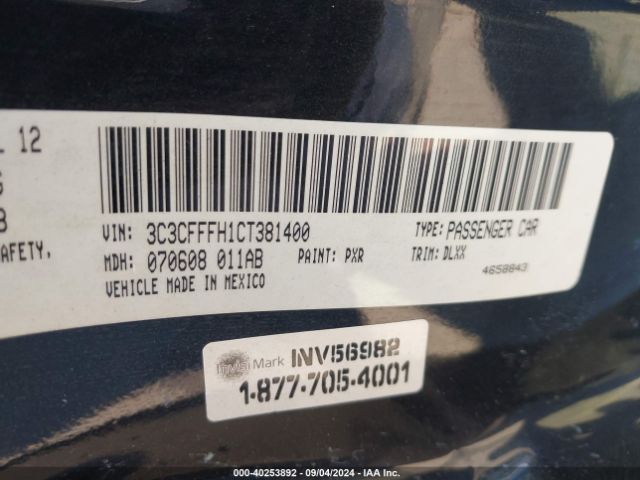 12
AFETY,
VIN: 3C3CFFFH1CT381400
TYPE: PASSENGER CAR
MDH: 070608 011AB
PAINT: PXR
TRIM: DLXX
VEHICLE MADE IN MEXICO
4658843
InvisiMark INV56982
1-877-705-4001
000-40253892 - 09/04/2024 - IAA Inc.